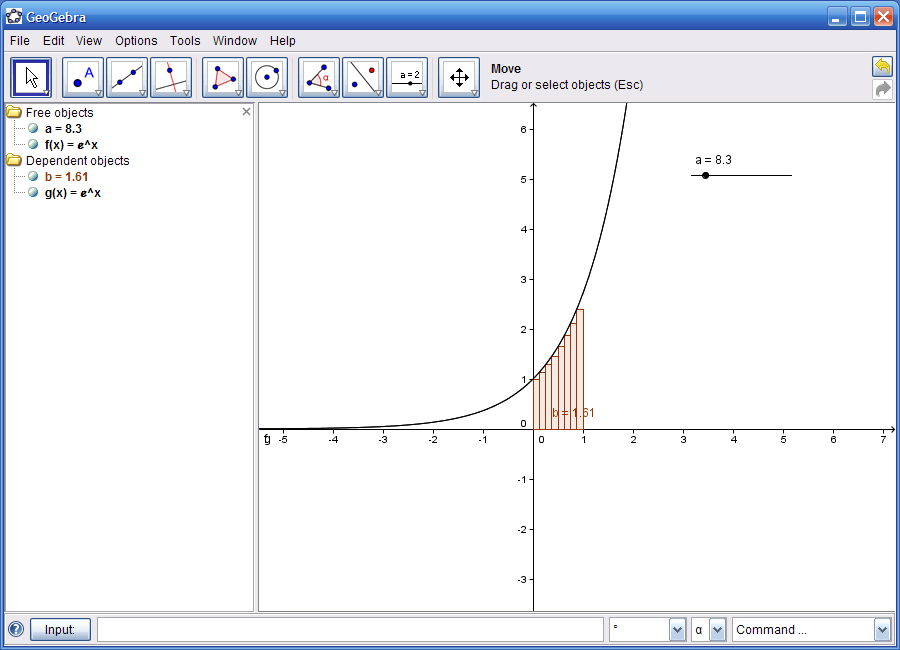 GeoGebra
File Edit View Options Tools Window Help
A
α
a = 2
Move
Drag or select objects (Esc)
Free objects
a = 8.3
f(x) = e^x
Dependent objects
b = 1.61
g(x) = e^x
6
5
4
3
2
1
0
-1
-2
-3
a = 8.3
b = 1.61
-5 -4 -3 -2 -1 0 1 2 3 4 5 6 7
? Input: ° α Command ...